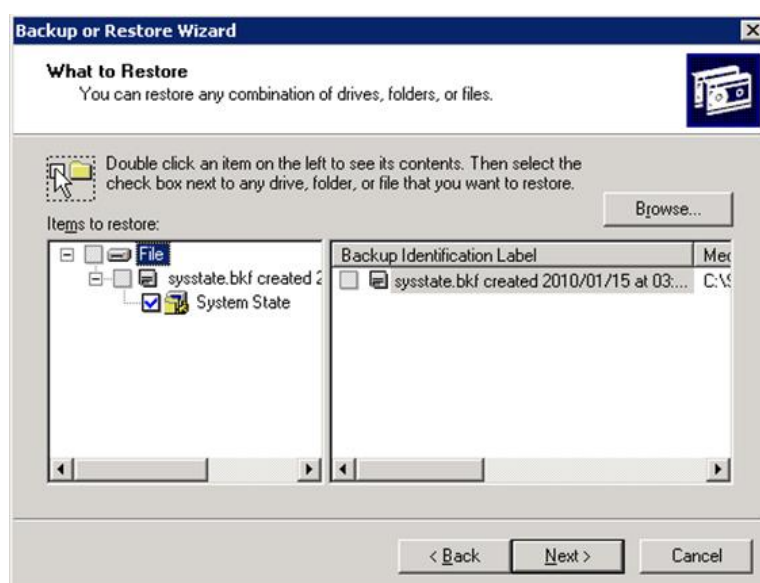 Backup or Restore Wizard
What to Restore
You can restore any combination of drives, folders, or files.
Double click an item on the left to see its contents. Then select the
check box next to any drive, folder, or file that you want to restore.
Browse...
Items to restore:
File
sysstate.bkf created 2
System State
Backup Identification Label
Med
sysstate.bkf created 2010/01/15 at 03:...
C:\S
< Back
Next >
Cancel